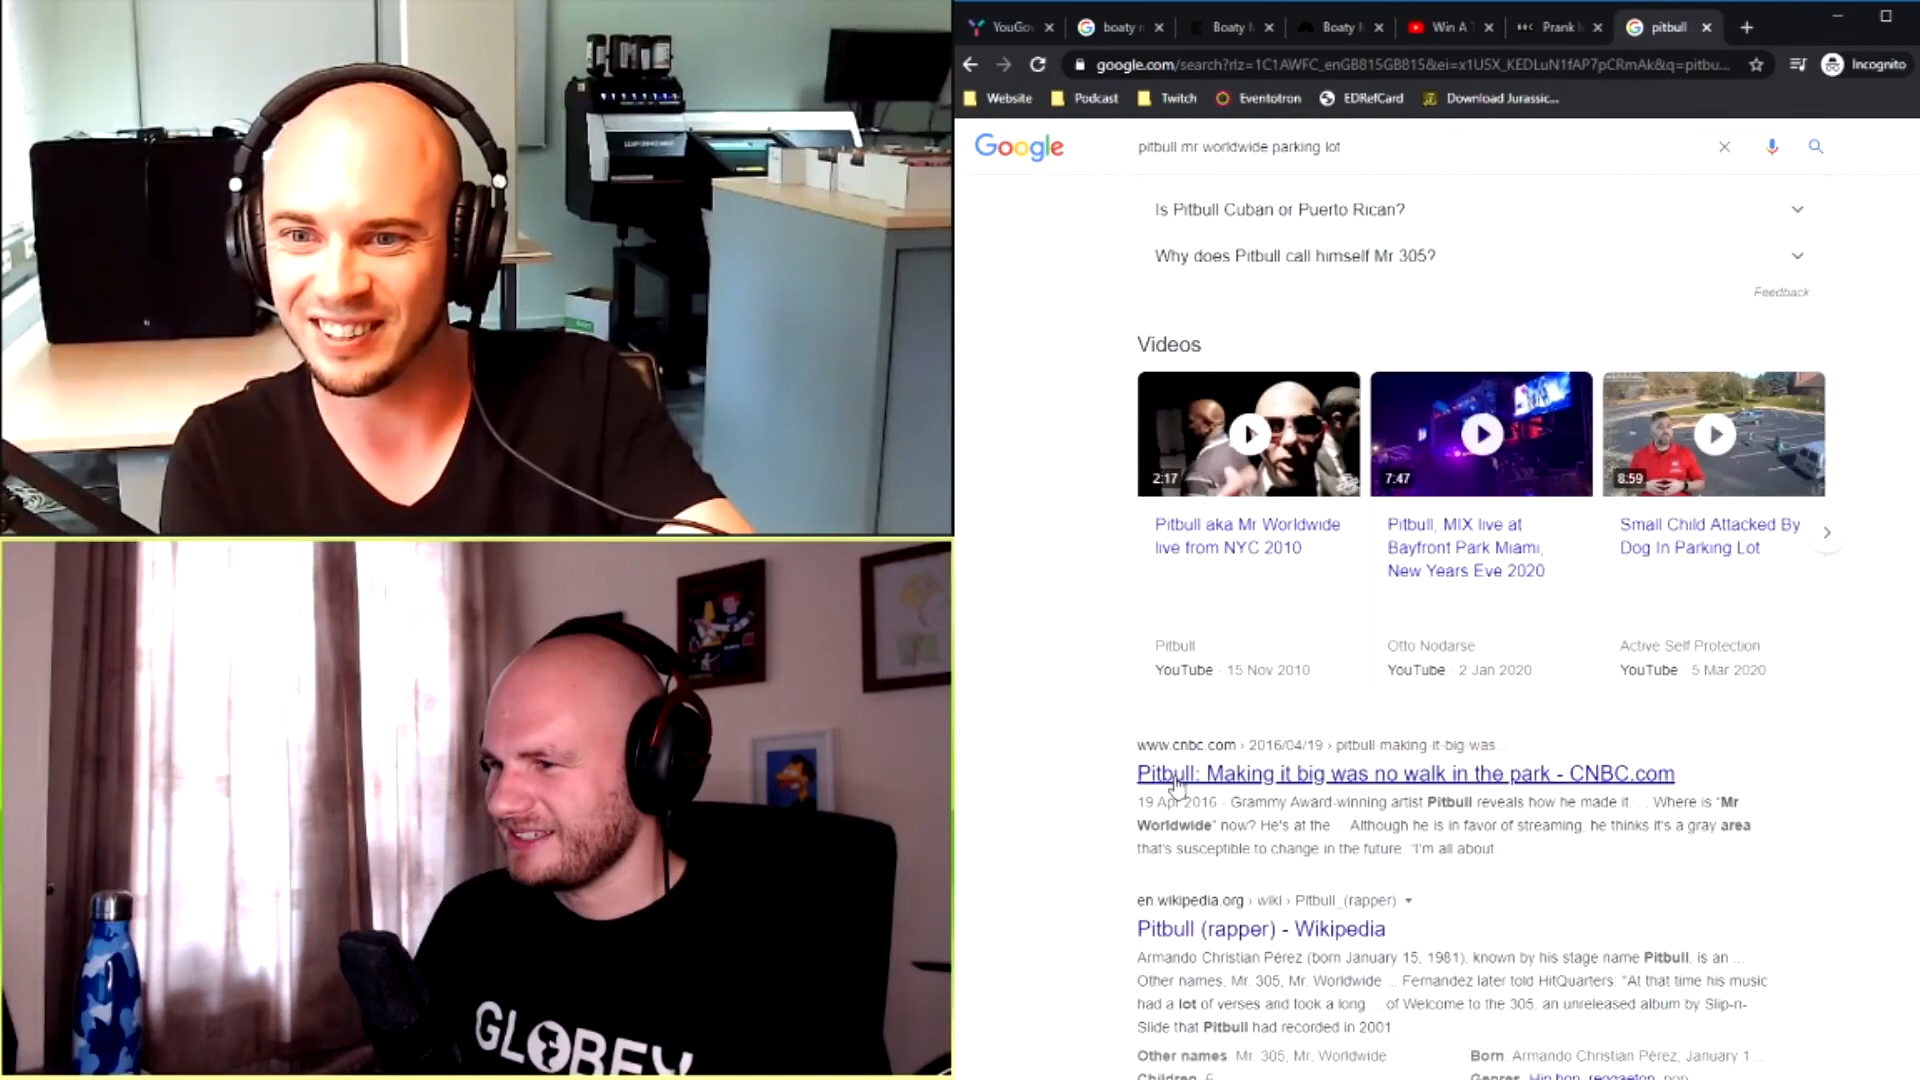 YouGov
boaty m
Boaty M
Boaty M
Win A T
Prank
pitbull
google.com/search?rlz=1C1AWFC_enGB815GB815&ei=x1U5X_KEDLuN1fAP7pCRmAk&q=pitbu...
Incognito
Website
Podcast
Twitch
Eventotron
EDRefCard
Download Jurassic...
Google
pitbull mr worldwide parking lot
Is Pitbull Cuban or Puerto Rican?
Why does Pitbull call himself Mr 305?
Feedback
Videos
2:17
7:47
8:59
Pitbull aka Mr Worldwide
live from NYC 2010
Pitbull, MIX live at
Bayfront Park Miami,
New Years Eve 2020
Small Child Attacked By
Dog In Parking Lot
Pitbull
YouTube · 15 Nov 2010
Otto Nodarse
YouTube · 2 Jan 2020
Active Self Protection
YouTube · 5 Mar 2020
www.cnbc.com › 2016/04/19 › pitbull-making-it-big-was...
Pitbull: Making it big was no walk in the park - CNBC.com
19 Apr 2016 - Grammy Award-winning artist Pitbull reveals how he made it. ... Where is "Mr
Worldwide" now? He's at the ... Although he is in favor of streaming, he thinks it's a gray area
that's susceptible to change in the future. "I'm all about ...
en.wikipedia.org › wiki › Pitbull_(rapper)
Pitbull (rapper) - Wikipedia
Armando Christian Pérez (born January 15, 1981), known by his stage name Pitbull, is an ...
Other names, Mr. 305, Mr. Worldwide ... Fernandez later told HitQuarters: "At that time his music
had a lot of verses and took a long ... of Welcome to the 305, an unreleased album by Slip-n-
Slide that Pitbull had recorded in 2001
Other names: Mr. 305, Mr. Worldwide
Born: Armando Christian Pérez; January 1...
Children: 6
Genres: Hip hop, reggaeton, pop
GLOBEY